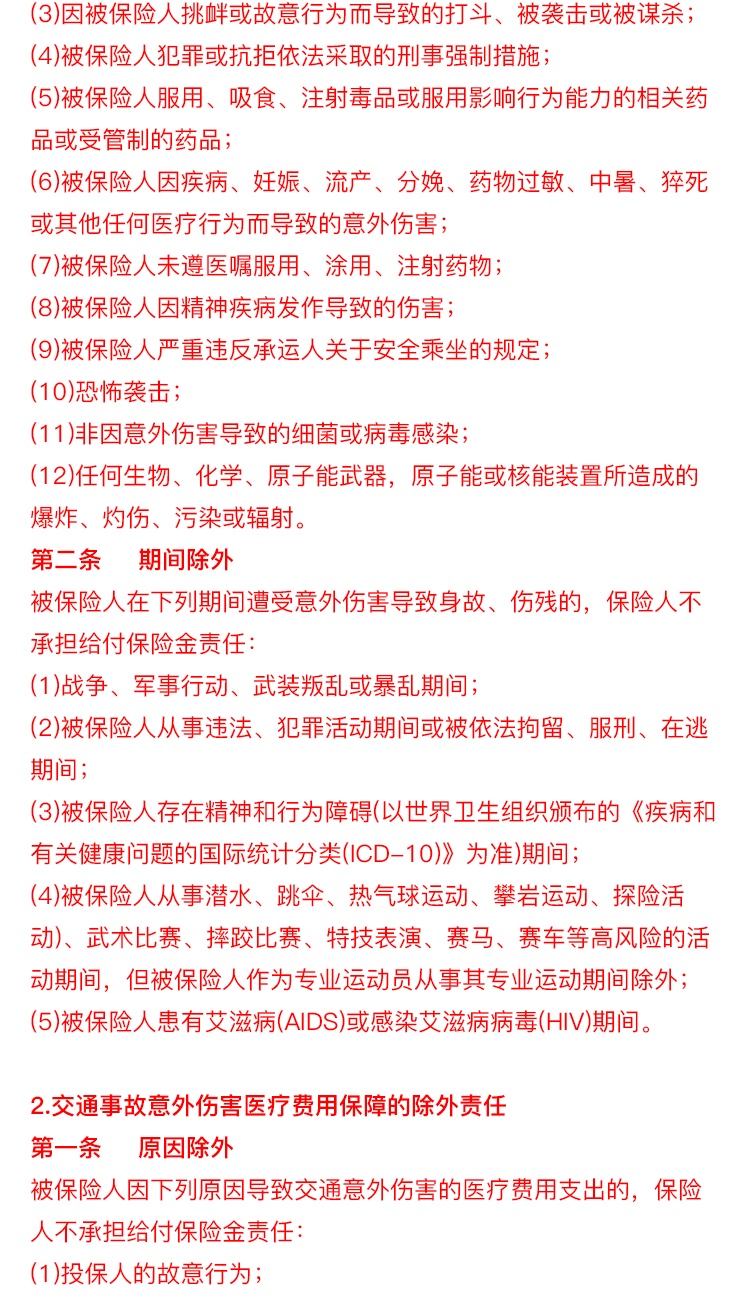 (3)因被保险人挑衅或故意行为而导致的打斗、被袭击或被谋杀；
(4)被保险人犯罪或抗拒依法采取的刑事强制措施；
(5)被保险人服用、吸食、注射毒品或服用影响行为能力的相关药
品或受管制的药品；
(6)被保险人因疾病、妊娠、流产、分娩、药物过敏、中暑、猝死
或其他任何医疗行为而导致的意外伤害；
(7)被保险人未遵医嘱服用、涂用、注射药物；
(8)被保险人因精神疾病发作导致的伤害；
(9)被保险人严重违反承运人关于安全乘坐的规定；
(10)恐怖袭击；
(11)非因意外伤害导致的细菌或病毒感染；
(12)任何生物、化学、原子能武器，原子能或核能装置所造成的
爆炸、灼伤、污染或辐射。
第二条 期间除外
被保险人在下列期间遭受意外伤害导致身故、伤残的，保险人不
承担给付保险金责任：
(1)战争、军事行动、武装叛乱或暴乱期间；
(2)被保险人从事违法、犯罪活动期间或被依法拘留、服刑、在逃
期间；
(3)被保险人存在精神和行为障碍(以世界卫生组织颁布的《疾病和
有关健康问题的国际统计分类(ICD-10)》为准)期间；
(4)被保险人从事潜水、跳伞、热气球运动、攀岩运动、探险活
动)、武术比赛、摔跤比赛、特技表演、赛马、赛车等高风险的活
动期间，但被保险人作为专业运动员从事其专业运动期间除外；
(5)被保险人患有艾滋病(AIDS)或感染艾滋病病毒(HIV)期间。
2.交通事故意外伤害医疗费用保障的除外责任
第一条 原因除外
被保险人因下列原因导致交通意外伤害的医疗费用支出的，保险
人不承担给付保险金责任：
(1)投保人的故意行为；